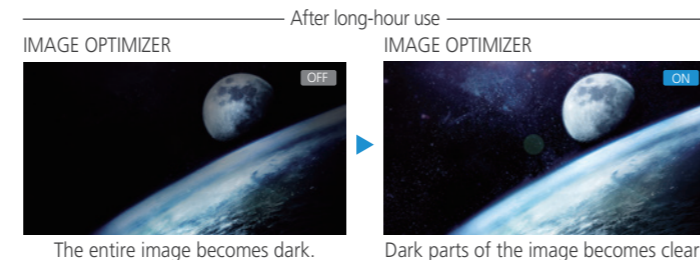 After long-hour use
IMAGE OPTIMIZER
OFF
The entire image becomes dark.
IMAGE OPTIMIZER
ON
Dark parts of the image becomes clear